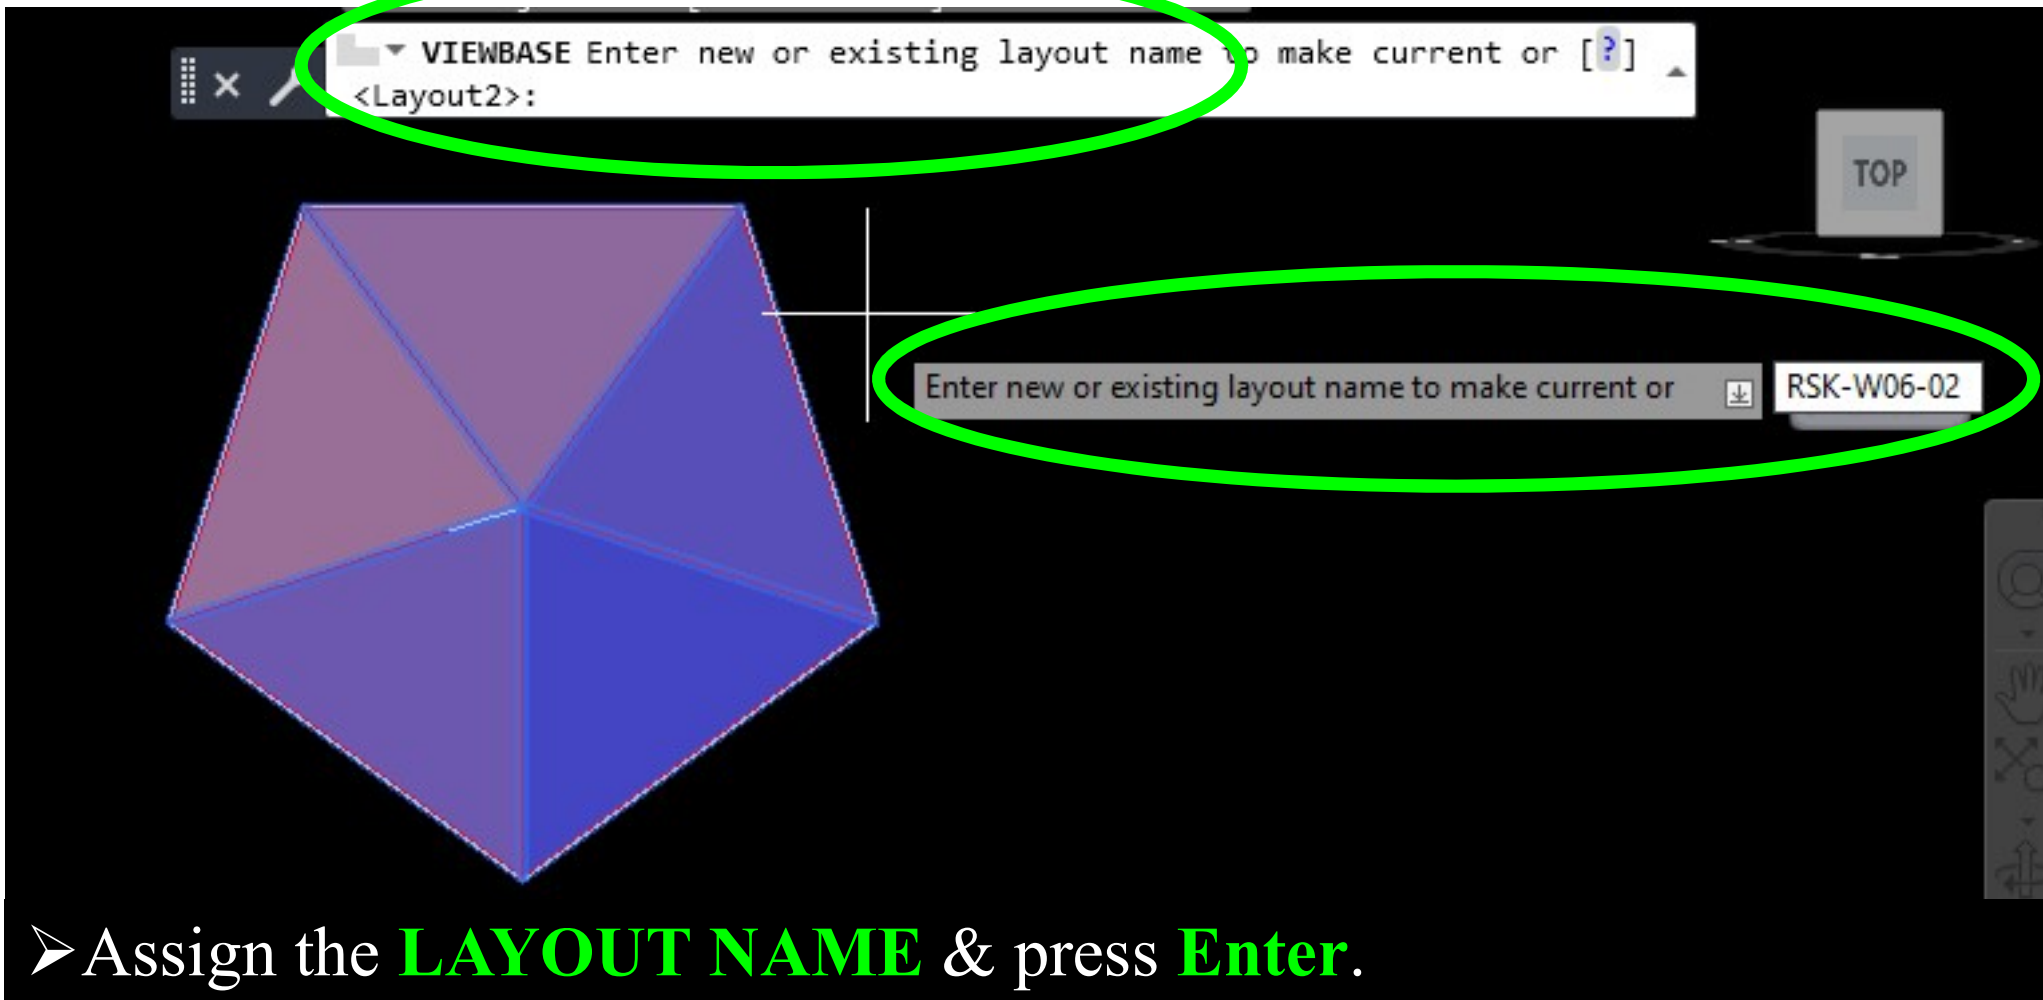 VIEWBASE Enter new or existing layout name to make current or [?]
<Layout2>:
TOP
Enter new or existing layout name to make current or RSK-W06-02
➢Assign the LAYOUT NAME & press Enter.